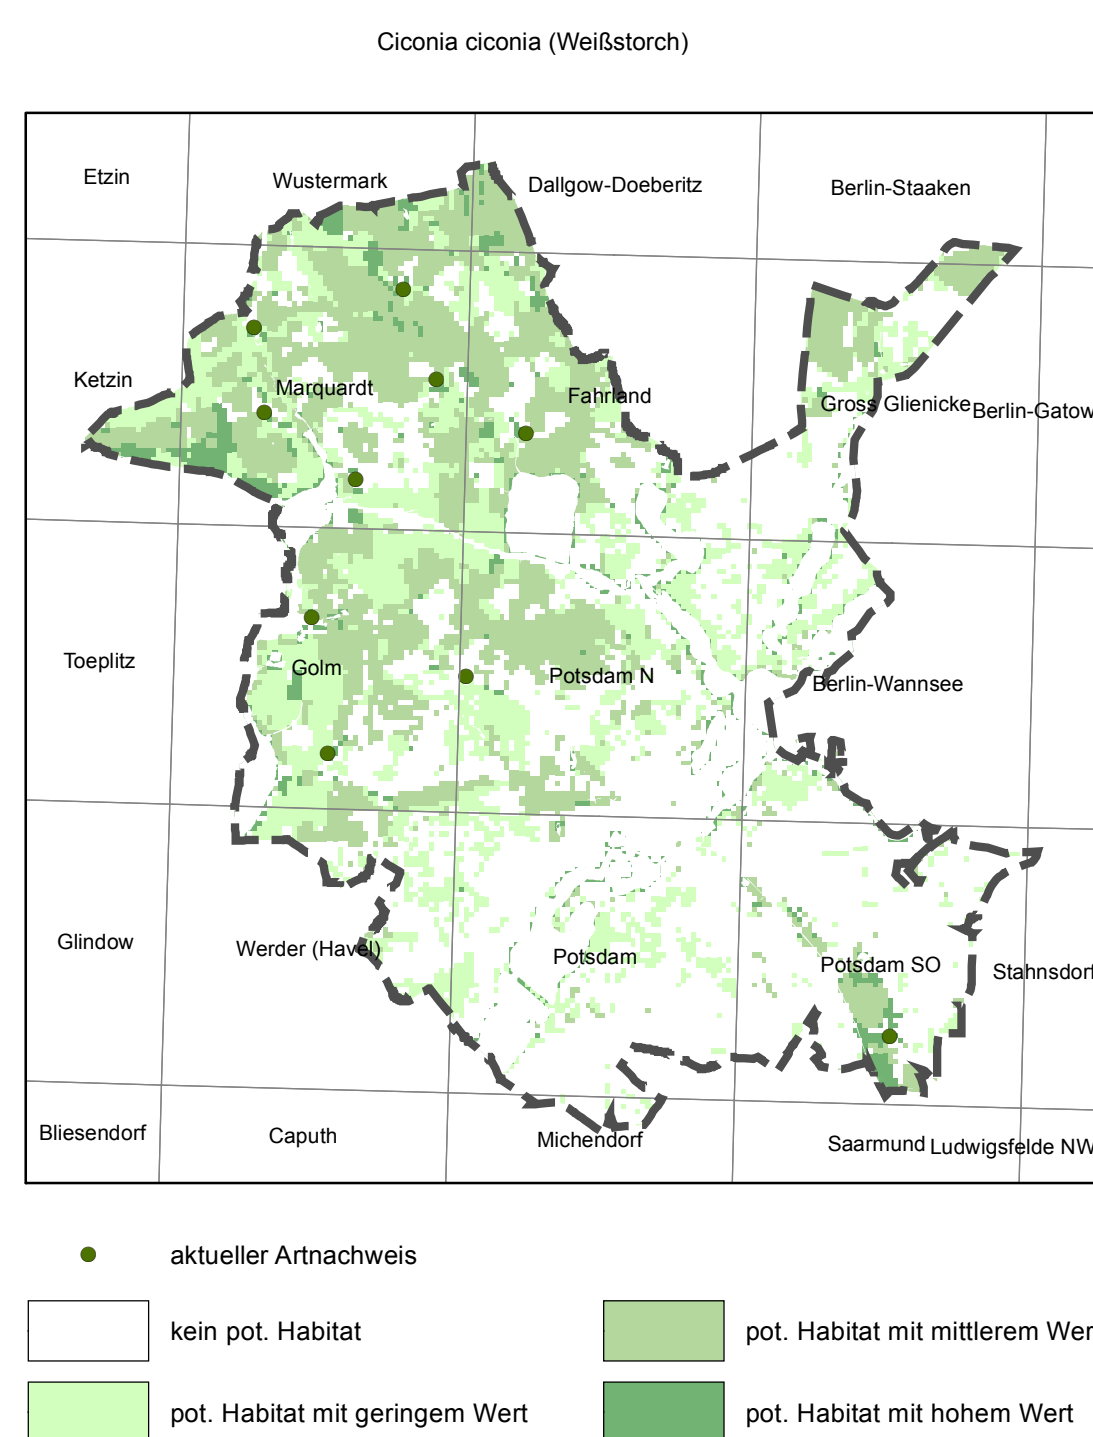 Ciconia ciconia (Weißstorch)
Etzin
Wustermark
Dallgow-Doeberitz
Berlin-Staaken
Ketzin
Marquardt
Fahrland
Gross Glienicke
Berlin-Gatow
Toeplitz
Golm
Potsdam N
Berlin-Wannsee
Glindow
Werder (Havel)
Potsdam
Potsdam SO
Stahnsdorf
Bliesendorf
Caputh
Michendorf
Saarmund
Ludwigsfelde NW
aktueller Artnachweis
kein pot. Habitat
pot. Habitat mit mittlerem Wer
pot. Habitat mit geringem Wert
pot. Habitat mit hohem Wert